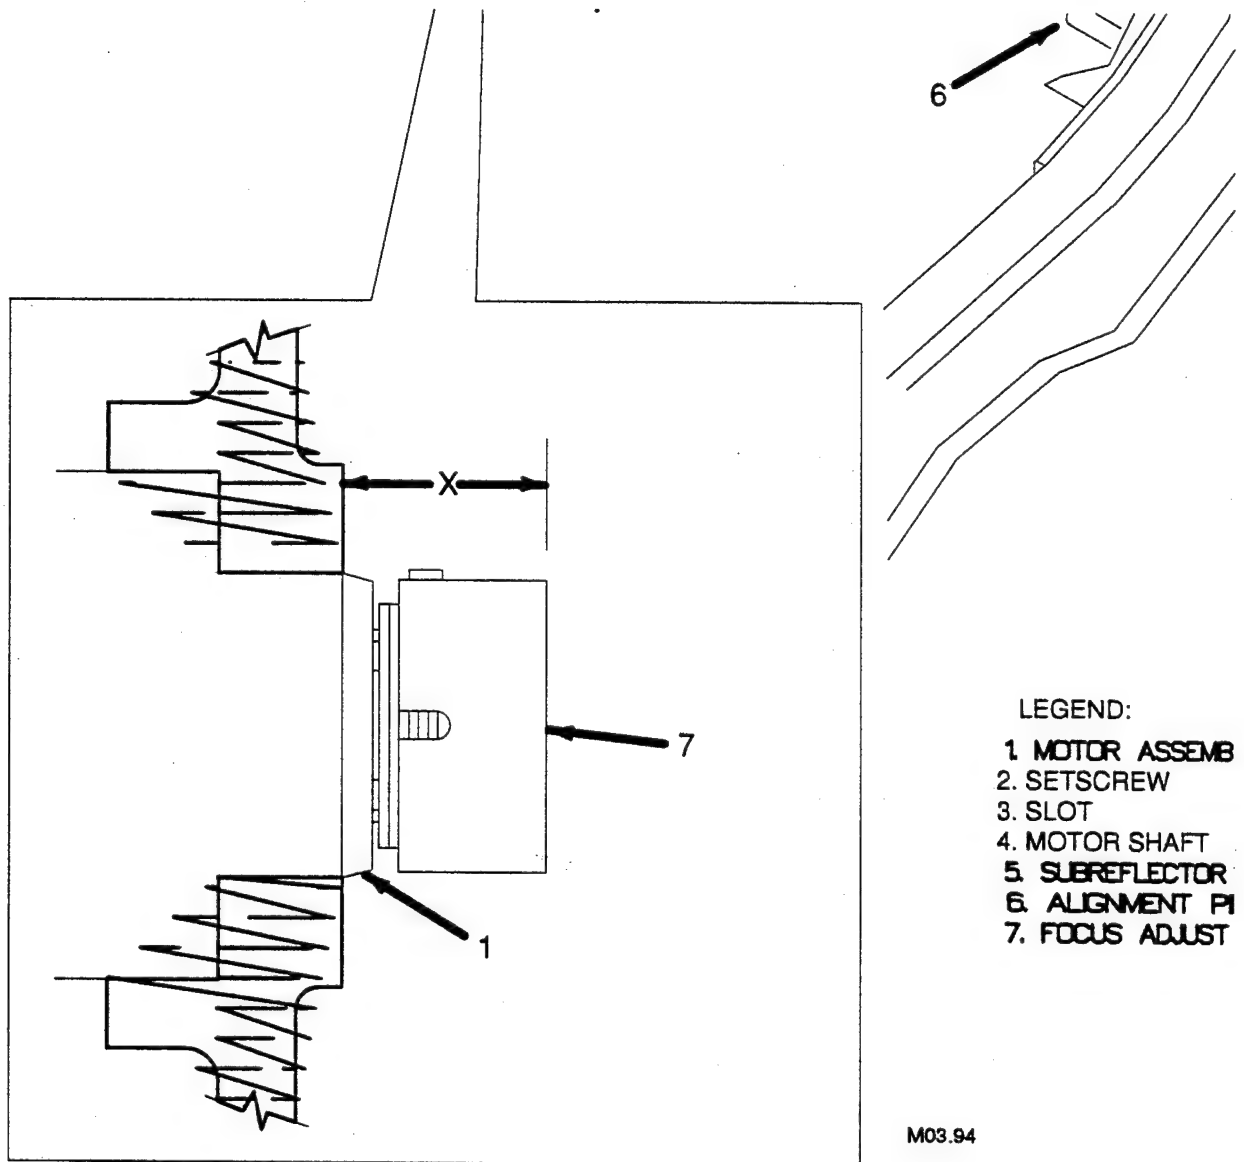 6
X
7
1
LEGEND:
1. MOTOR ASSEMB
2. SETSCREW
3. SLOT
4. MOTOR SHAFT
5. SUBREFLECTOR
6. ALIGNMENT PI
7. FOCUS ADJUST
M03.94